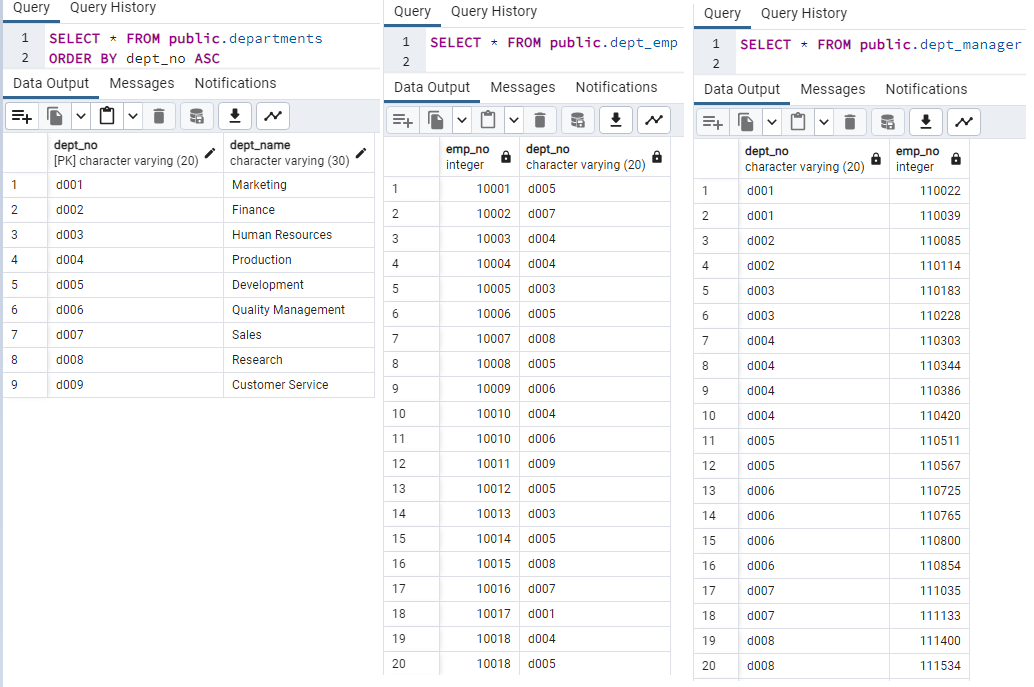 Query Query History
1 SELECT * FROM public.departments
2 ORDER BY dept_no ASC
Data Output Messages Notifications
dept_no dept_name
[PK] character varying (20) character varying (30)
1 d001 Marketing
2 d002 Finance
3 d003 Human Resources
4 d004 Production
5 d005 Development
6 d006 Quality Management
7 d007 Sales
8 d008 Research
9 d009 Customer Service
Query Query History
1 SELECT * FROM public.dept_emp
2
Data Output Messages Notifications
emp_no dept_no
integer character varying (20)
1 10001 d005
2 10002 d007
3 10003 d004
4 10004 d004
5 10005 d003
6 10006 d005
7 10007 d008
8 10008 d005
9 10009 d006
10 10010 d004
11 10010 d006
12 10011 d009
13 10012 d005
14 10013 d003
15 10014 d005
16 10015 d008
17 10016 d007
18 10017 d001
19 10018 d004
20 10018 d005
Query Query History
1 SELECT * FROM public.dept_manager
2
Data Output Messages Notifications
dept_no emp_no
character varying (20) integer
1 d001 110022
2 d001 110039
3 d002 110085
4 d002 110114
5 d003 110183
6 d003 110228
7 d004 110303
8 d004 110344
9 d004 110386
10 d004 110420
11 d005 110511
12 d005 110567
13 d006 110725
14 d006 110765
15 d006 110800
16 d006 110854
17 d007 111035
18 d007 111133
19 d008 111400
20 d008 111534